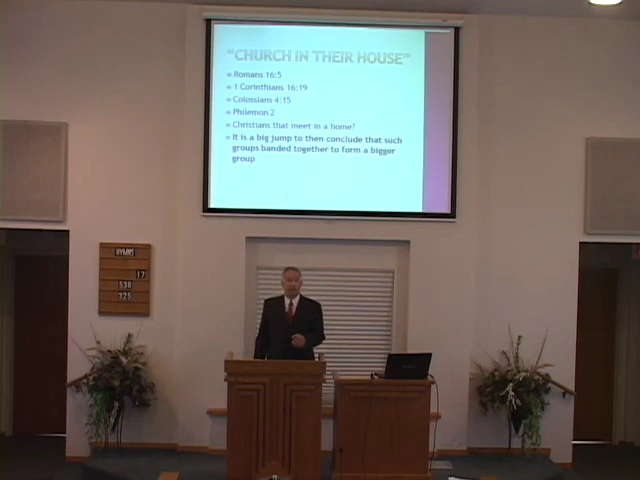 "CHURCH IN THEIR HOUSE"
Romans 16:5
1 Corinthians 16:19
Colossians 4:15
Philemon 2
Christians that meet in a home?
It is a big jump to then conclude that such
groups banded together to form a bigger
group
HYMNS
17
538
325